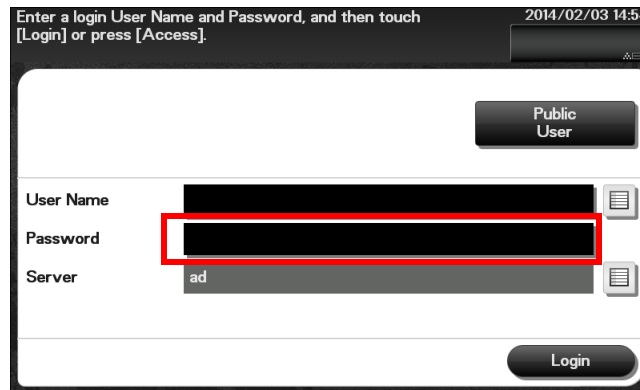 Enter a login User Name and Password, and then touch 2014/02/03 14:5
[Login] or press [Access].
Public
User
User Name
Password
Server ad
Login